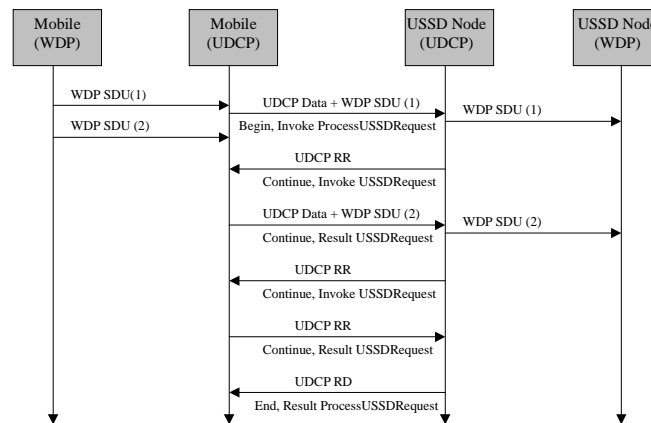 Mobile
(WDP)
Mobile
(UDCP)
USSD Node
(UDCP)
USSD Node
(WDP)
WDP SDU(1)
UDCP Data + WDP SDU (1)
WDP SDU (1)
WDP SDU (2)
Begin, Invoke ProcessUSSDRequest
UDCP RR
Continue, Invoke USSDRequest
UDCP Data + WDP SDU (2)
WDP SDU (2)
Continue, Result USSDRequest
UDCP RR
Continue, Invoke USSDRequest
UDCP RR
Continue, Result USSDRequest
UDCP RD
End, Result ProcessUSSDRequest